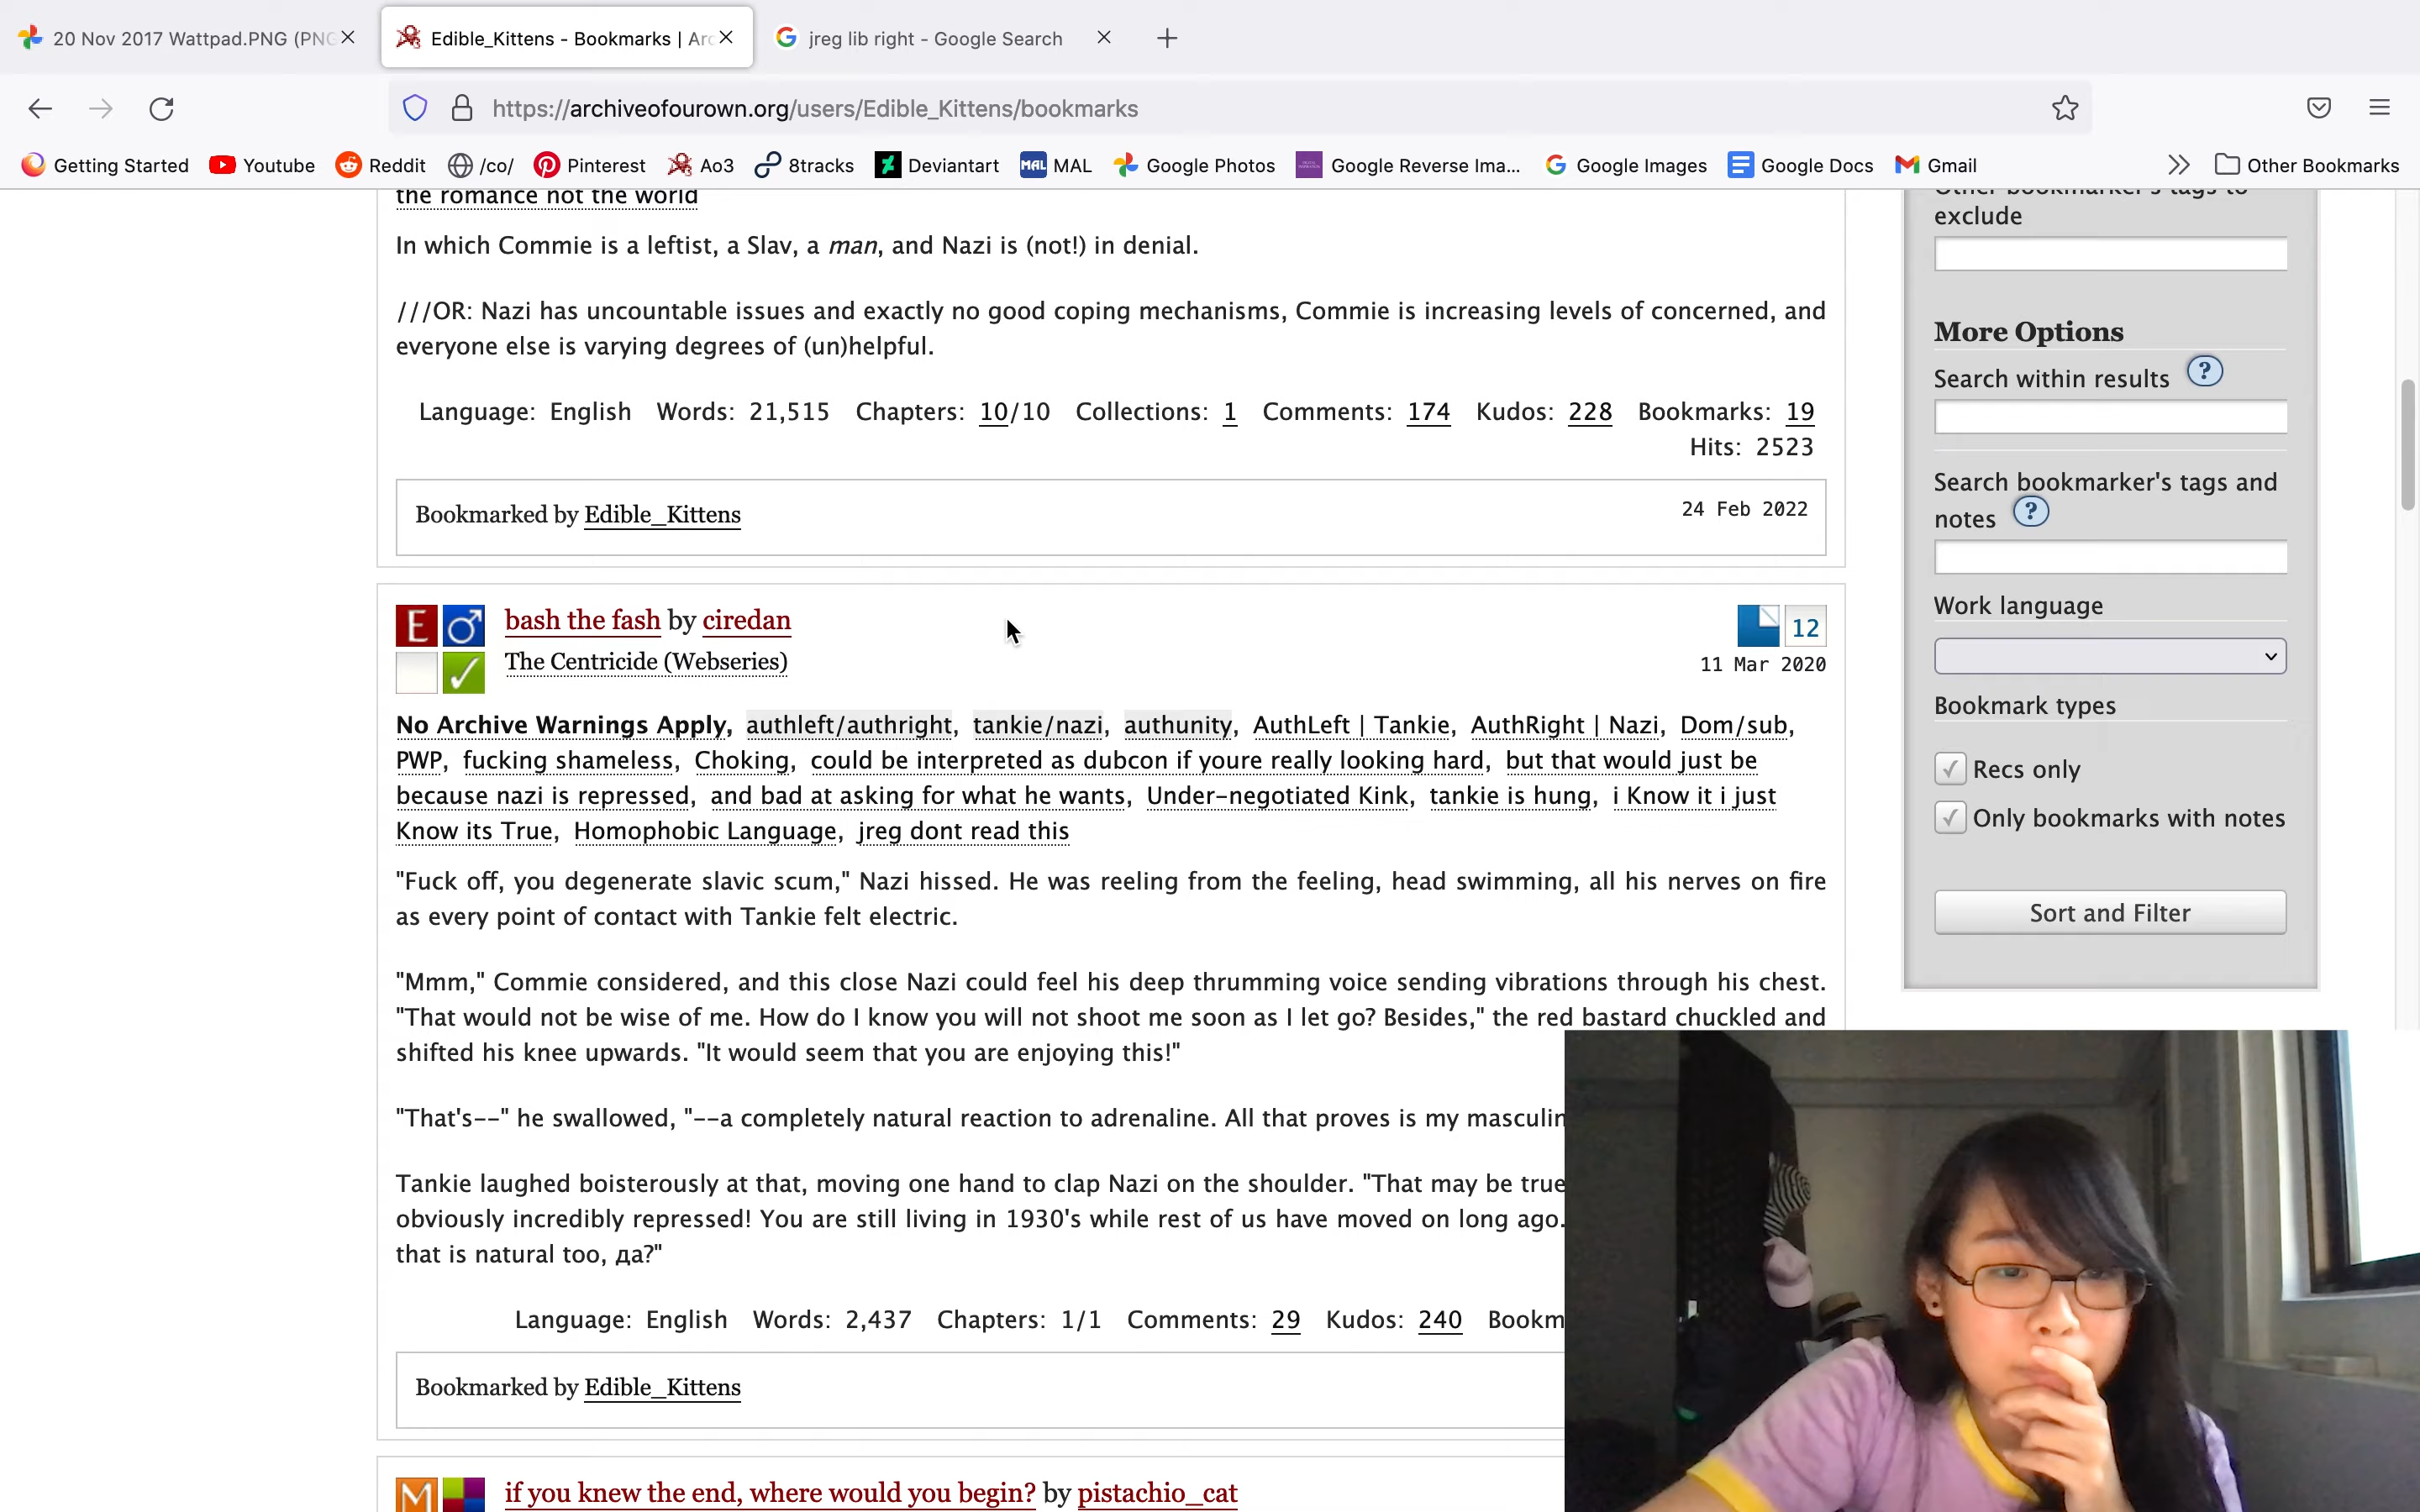 20 Nov 2017 Wattpad.PNG (PNG
Edible_Kittens - Bookmarks | Arc
jreg lib right - Google Search
https://archiveofourown.org/users/Edible_Kittens/bookmarks
Getting Started Youtube Reddit /co/ Pinterest Ao3 8tracks Deviantart MAL MAL Google Photos Google Reverse Ima... Google Images Google Docs Gmail Other Bookmarks
the romance not the world
In which Commie is a leftist, a Slav, a man, and Nazi is (not!) in denial.
///OR: Nazi has uncountable issues and exactly no good coping mechanisms, Commie is increasing levels of concerned, and
everyone else is varying degrees of (un)helpful.
Language: English Words: 21,515 Chapters: 10/10 Collections: 1 Comments: 174 Kudos: 228 Bookmarks: 19
Hits: 2523
Bookmarked by Edible_Kittens
24 Feb 2022
E
bash the fash by ciredan
12
The Centricide (Webseries)
11 Mar 2020
No Archive Warnings Apply, authleft/authright, tankie/nazi, authunity, AuthLeft | Tankie, AuthRight | Nazi, Dom/sub,
PWP, fucking shameless, Choking, could be interpreted as dubcon if youre really looking hard, but that would just be
because nazi is repressed, and bad at asking for what he wants, Under-negotiated Kink, tankie is hung, i Know it i just
Know its True, Homophobic Language, jreg dont read this
"Fuck off, you degenerate slavic scum," Nazi hissed. He was reeling from the feeling, head swimming, all his nerves on fire
as every point of contact with Tankie felt electric.
"Mmm," Commie considered, and this close Nazi could feel his deep thrumming voice sending vibrations through his chest.
"That would not be wise of me. How do I know you will not shoot me soon as I let go? Besides," the red bastard chuckled and
shifted his knee upwards. "It would seem that you are enjoying this!"
"That's--" he swallowed, "--a completely natural reaction to adrenaline. All that proves is my masculin
Tankie laughed boisterously at that, moving one hand to clap Nazi on the shoulder. "That may be true
obviously incredibly repressed! You are still living in 1930's while rest of us have moved on long ago.
that is natural too, да?"
Language: English Words: 2,437 Chapters: 1/1 Comments: 29 Kudos: 240 Bookm
Bookmarked by Edible_Kittens
M
if you knew the end, where would you begin? by pistachio_cat
Other bookmarker's tags to
exclude
More Options
Search within results ?
Search bookmarker's tags and
notes ?
Work language
Bookmark types
Recs only
Only bookmarks with notes
Sort and Filter